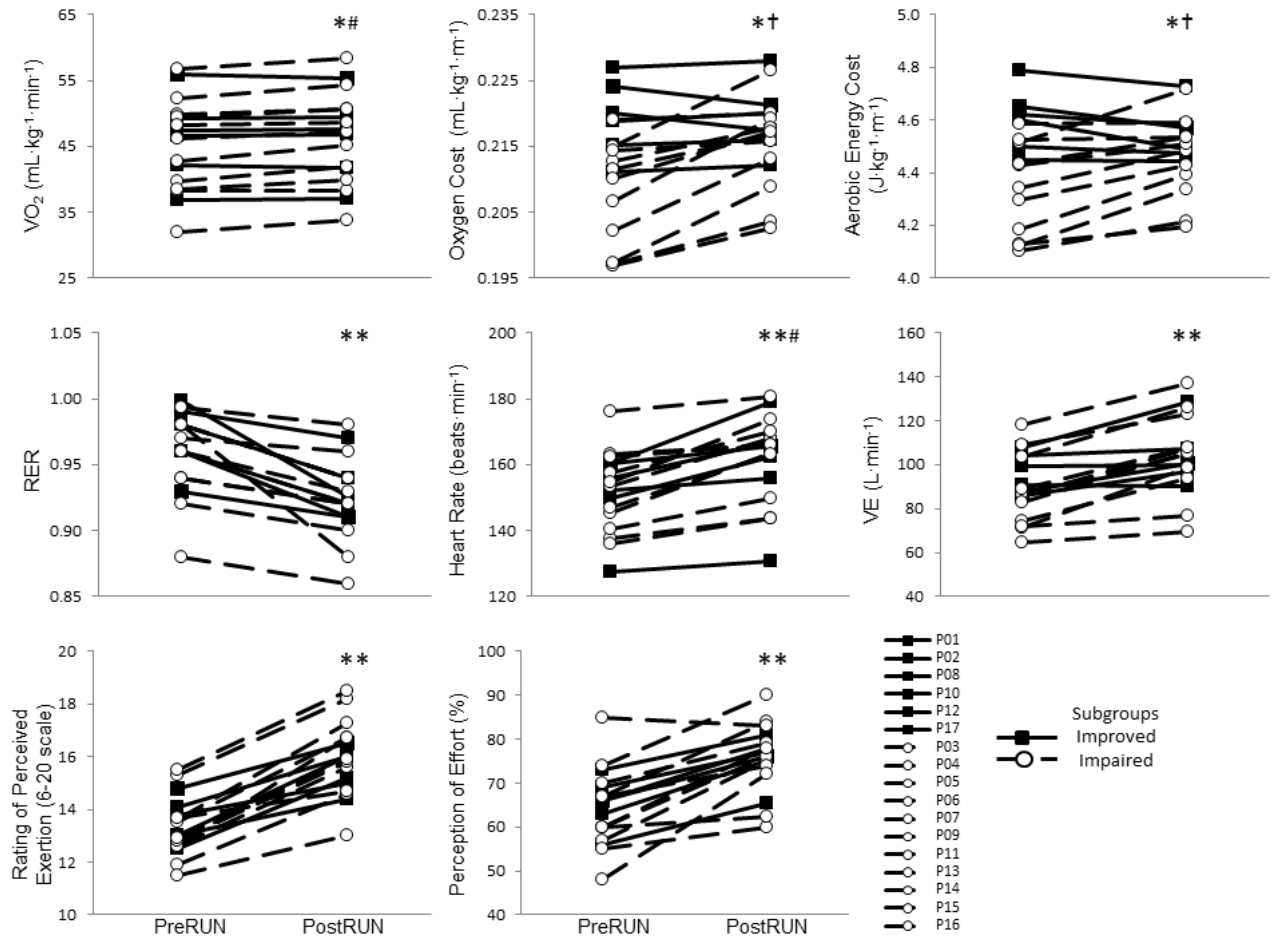 VO₂ (mL·kg⁻¹·min⁻¹)
65
55
45
35
25
*#
Oxygen Cost (mL·kg⁻¹·m⁻¹)
0.235
0.225
0.215
0.205
0.195
*†
Aerobic Energy Cost
(J·kg⁻¹·m⁻¹)
5.0
4.8
4.6
4.4
4.2
4.0
*†
RER
1.05
1.00
0.95
0.90
0.85
**
Heart Rate (beats·min⁻¹)
200
180
160
140
120
**#
VE (L·min⁻¹)
160
140
120
100
80
60
40
**
Rating of Perceived
Exertion (6-20 scale)
20
18
16
14
12
10
**
PreRUN
PostRUN
Perception of Effort (%)
100
90
80
70
60
50
40
**
PreRUN
PostRUN
P01
P02
P08
P10
P12
P17
P03
P04
P05
P06
P07
P09
P11
P13
P14
P15
P16
Subgroups
Improved
Impaired